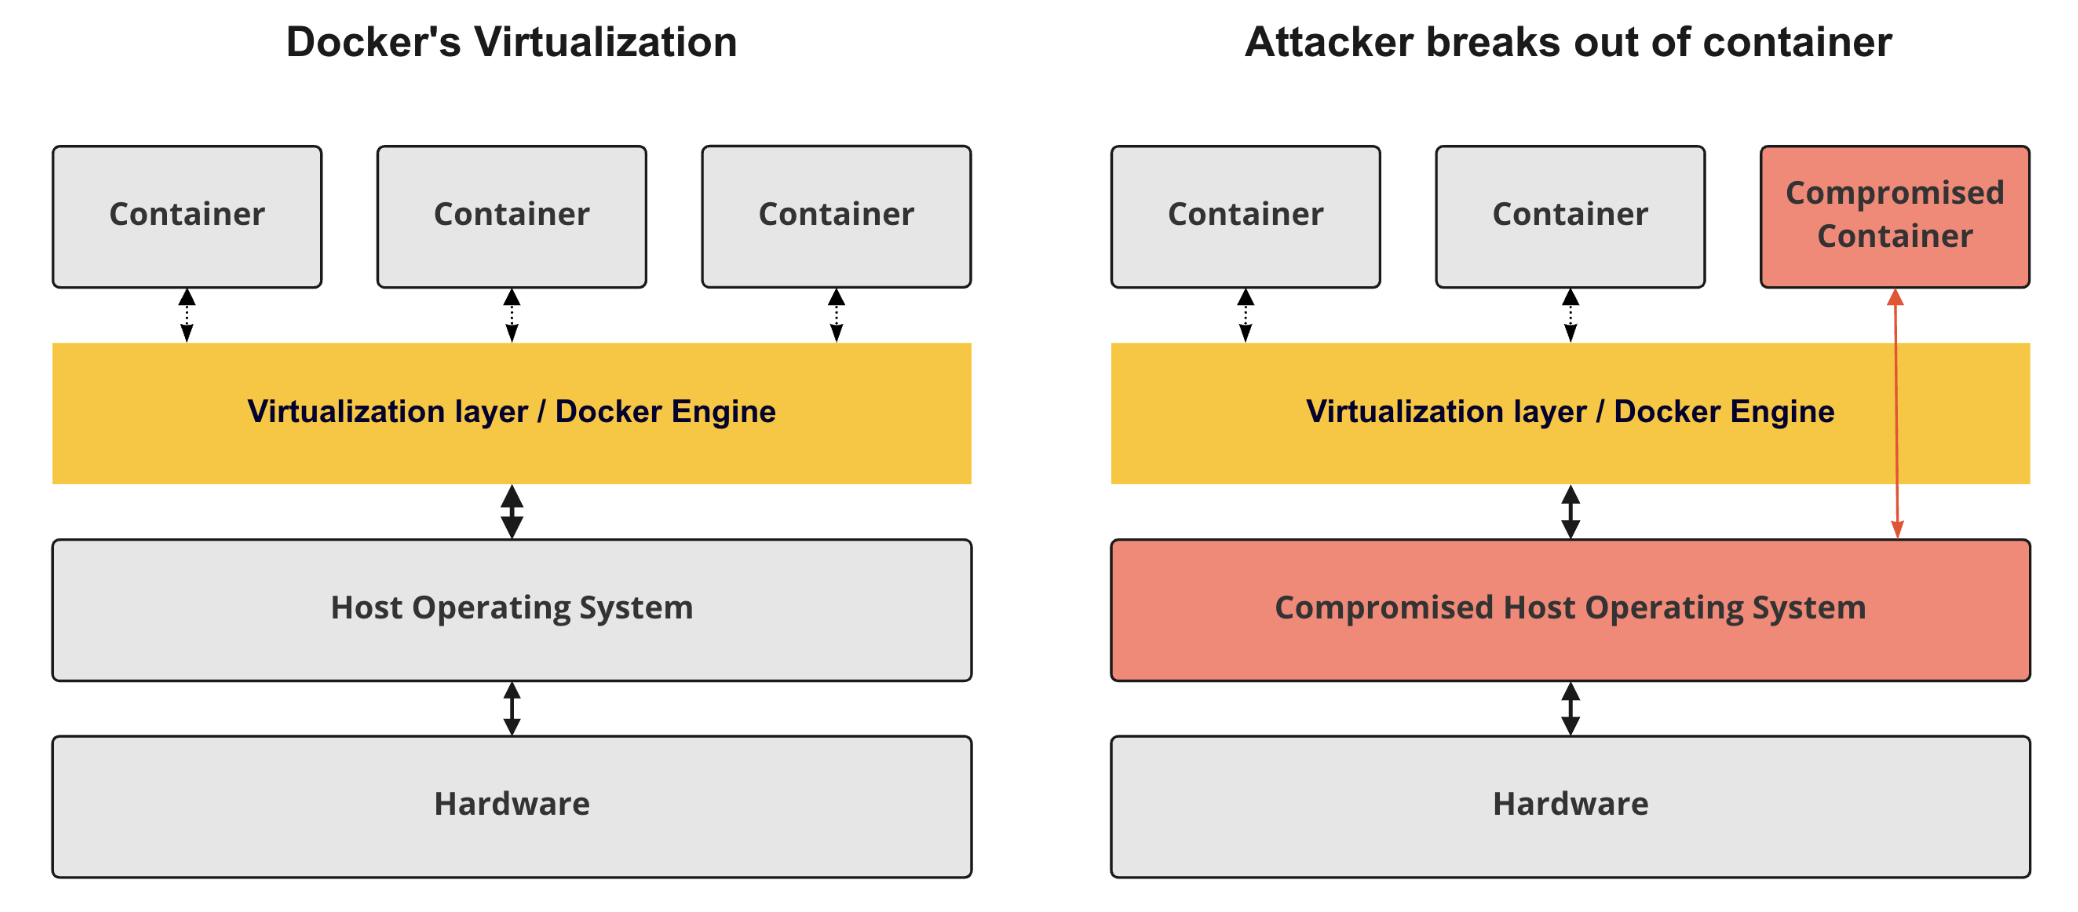 Docker's Virtualization
Container
Container
Container
Virtualization layer / Docker Engine
Host Operating System
Hardware
Attacker breaks out of container
Container
Container
Compromised
Container
Virtualization layer / Docker Engine
Compromised Host Operating System
Hardware